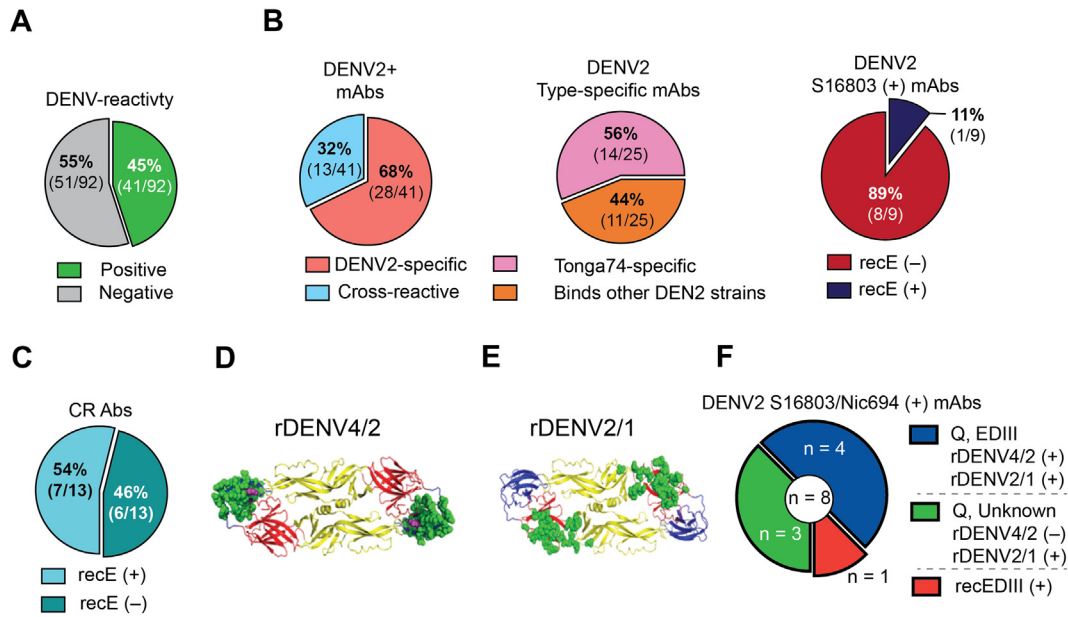 A
DENV-reactivty
55%
(51/92)
45%
(41/92)
Positive
Negative
B
DENV2+
mAbs
32%
(13/41)
68%
(28/41)
DENV2-specific
Cross-reactive
DENV2
Type-specific mAbs
56%
(14/25)
44%
(11/25)
Tonga74-specific
Binds other DEN2 strains
DENV2
S16803 (+) mAbs
11%
(1/9)
89%
(8/9)
recE (–)
recE (+)
C
CR Abs
54%
(7/13)
46%
(6/13)
recE (+)
recE (–)
D
rDENV4/2
E
rDENV2/1
F
DENV2 S16803/Nic694 (+) mAbs
n = 4
n = 8
n = 3
n = 1
Q, EDIII
rDENV4/2 (+)
rDENV2/1 (+)
Q, Unknown
rDENV4/2 (–)
rDENV2/1 (+)
recEDIII (+)